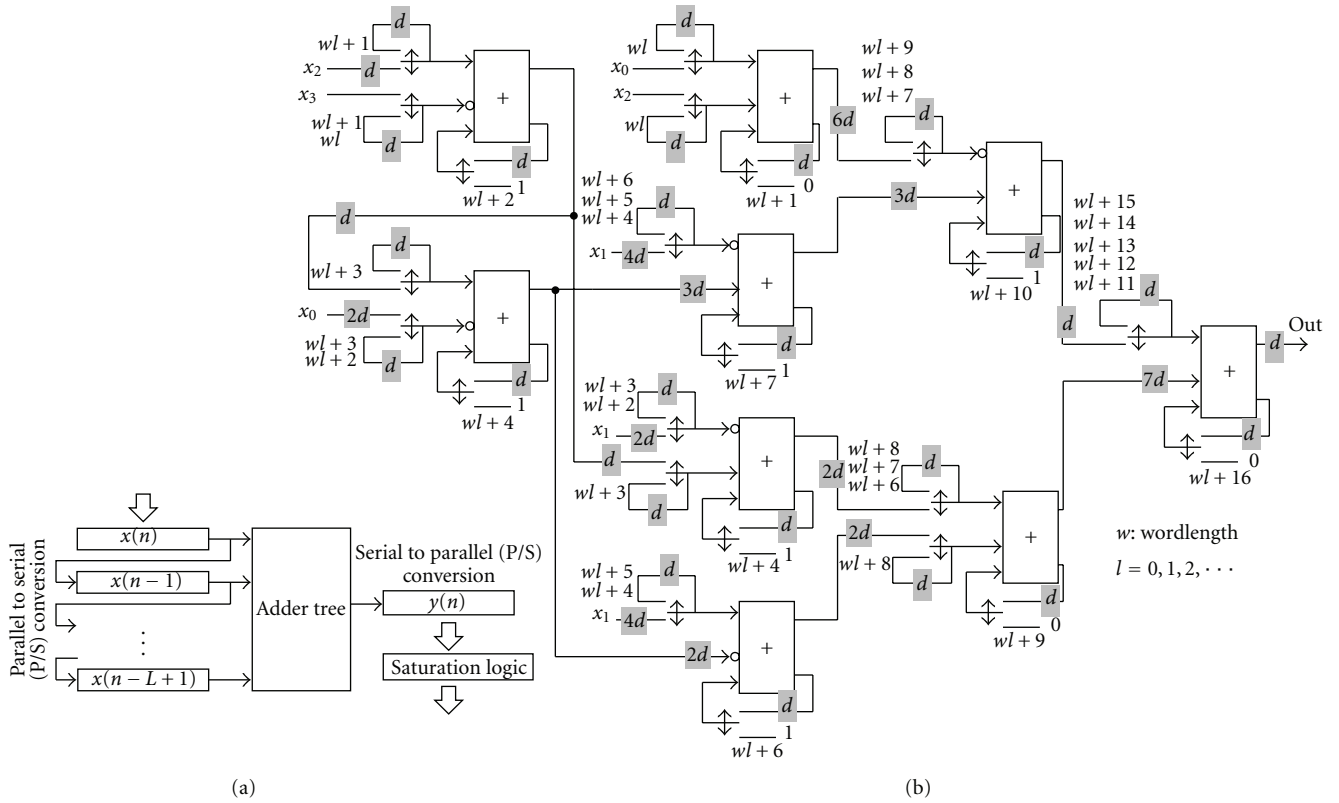 d
wl + 1
x2
d
x3
wl + 1
wl
d
+
d
1
wl + 2
d
wl
x0
x2
wl
d
+
d
0
wl + 1
6d
wl + 9
wl + 8
wl + 7
d
+
d
1
wl + 10
d
d
wl + 3
x0
2d
wl + 3
wl + 2
d
+
d
1
wl + 4
wl + 6
wl + 5
wl + 4
d
x1
4d
3d
3d
+
d
1
wl + 7
wl + 15
wl + 14
wl + 13
wl + 12
wl + 11
d
d
7d
+
d
Out
d
0
wl + 16
wl + 3
wl + 2
d
x1
2d
d
wl + 3
d
+
d
1
wl + 4
2d
wl + 8
wl + 7
wl + 6
d
2d
wl + 8
d
+
d
0
wl + 9
wl + 5
wl + 4
d
x1
4d
2d
+
d
1
wl + 6
w: wordlength
l = 0, 1, 2, · · ·
Parallel to serial
(P/S) conversion
x(n)
x(n − 1)
⋮
x(n − L + 1)
Adder tree
Serial to parallel (P/S)
conversion
y(n)
Saturation logic
(a)
(b)